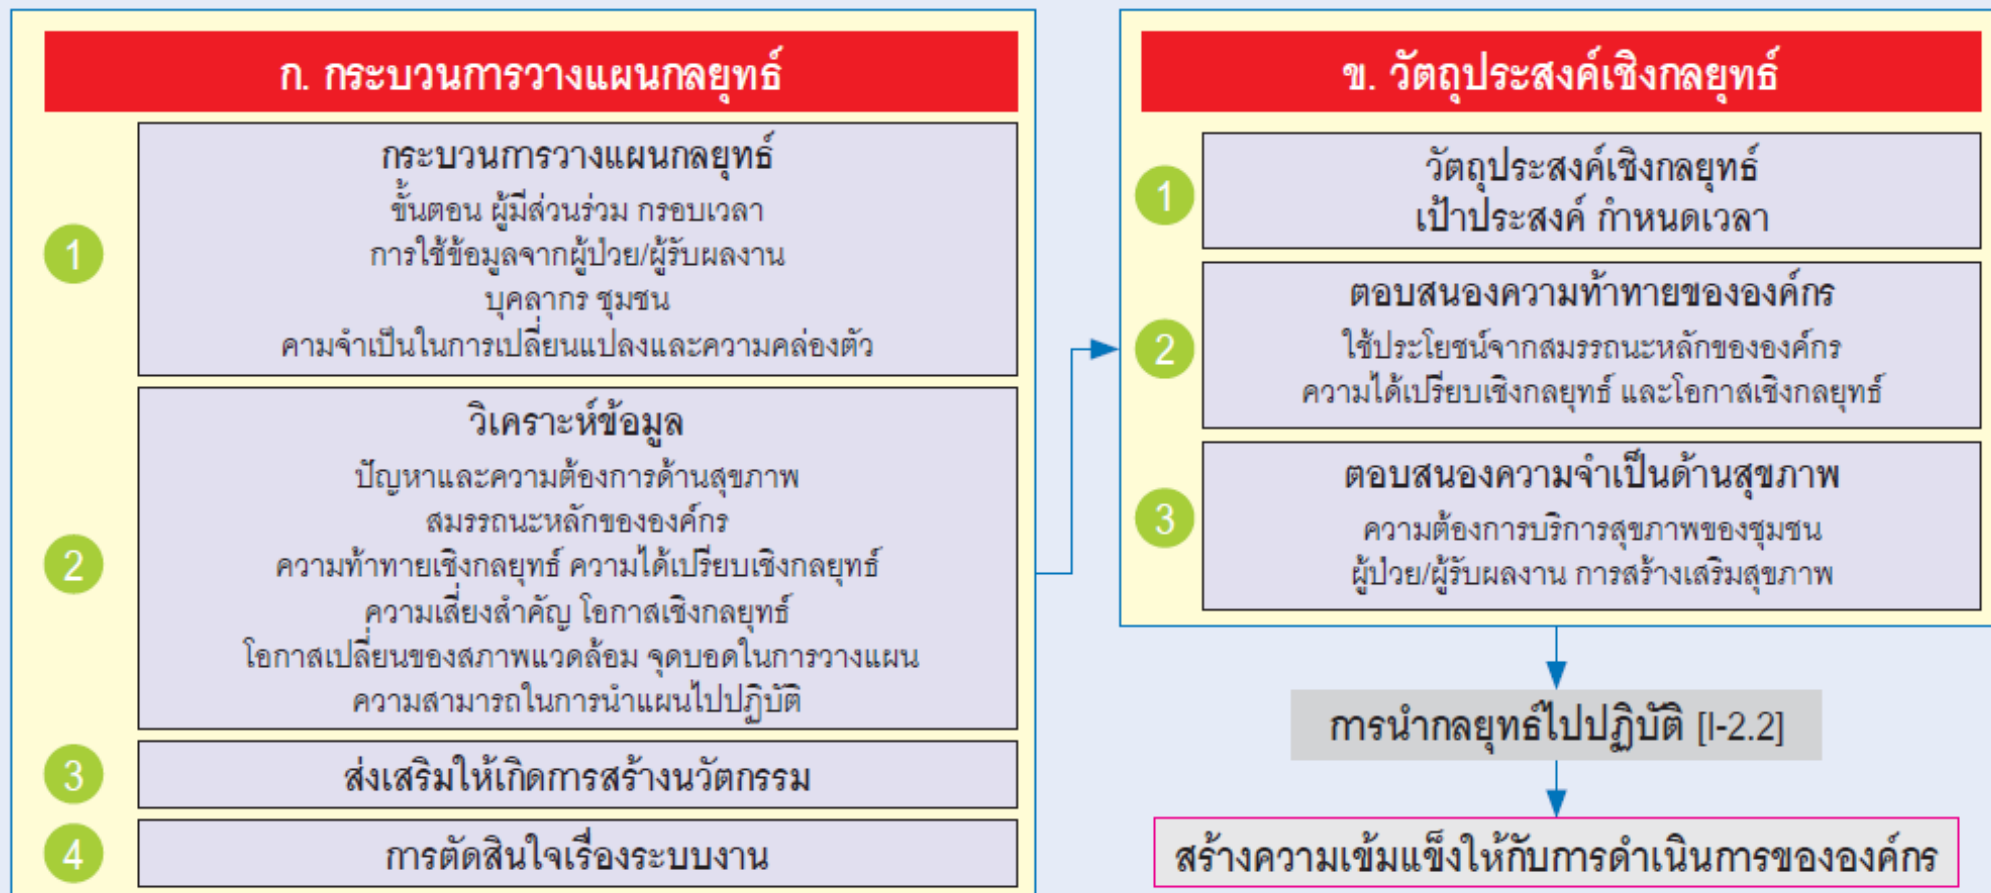 ก. กระบวนการวางแผนกลยุทธ์
1
กระบวนการวางแผนกลยุทธ์
ขั้นตอน ผู้มีส่วนร่วม กรอบเวลา
การใช้ข้อมูลจากผู้ป่วย/ผู้รับผลงาน
บุคลากร ชุมชน
คามจำเป็นในการเปลี่ยนแปลงและความคล่องตัว
2
วิเคราะห์ข้อมูล
ปัญหาและความต้องการด้านสุขภาพ
สมรรถนะหลักขององค์กร
ความท้าทายเชิงกลยุทธ์ ความได้เปรียบเชิงกลยุทธ์
ความเสี่ยงสำคัญ โอกาสเชิงกลยุทธ์
โอกาสเปลี่ยนของสภาพแวดล้อม จุดบอดในการวางแผน
ความสามารถในการนำแผนไปปฏิบัติ
3
ส่งเสริมให้เกิดการสร้างนวัตกรรม
4
การตัดสินใจเรื่องระบบงาน
ข. วัตถุประสงค์เชิงกลยุทธ์
1
วัตถุประสงค์เชิงกลยุทธ์
เป้าประสงค์ กำหนดเวลา
2
ตอบสนองความท้าทายขององค์กร
ใช้ประโยชน์จากสมรรถนะหลักขององค์กร
ความได้เปรียบเชิงกลยุทธ์ และโอกาสเชิงกลยุทธ์
3
ตอบสนองความจำเป็นด้านสุขภาพ
ความต้องการบริการสุขภาพของชุมชน
ผู้ป่วย/ผู้รับผลงาน การสร้างเสริมสุขภาพ
การนำกลยุทธ์ไปปฏิบัติ [I-2.2]
สร้างความเข้มแข็งให้กับการดำเนินการขององค์กร